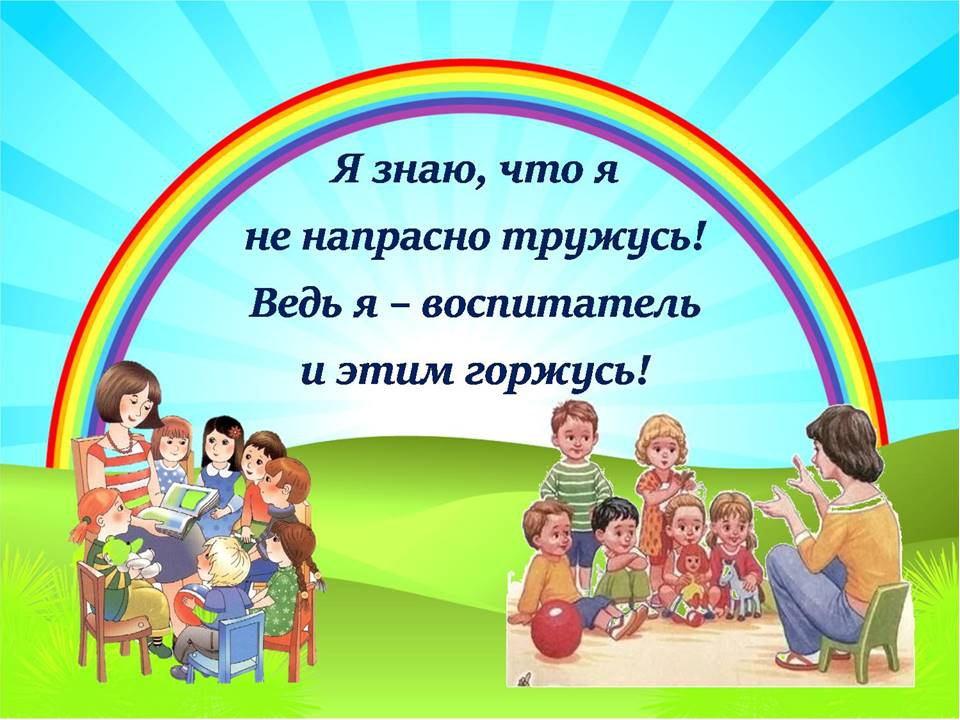 Я знаю, что я
не напрасно тружусь!
Ведь я – воспитатель
и этим горжусь!